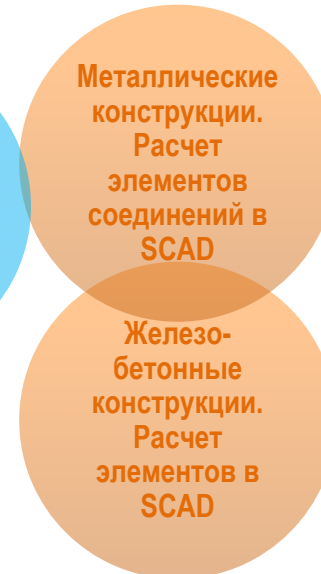 Металлические
конструкции.
Расчет
элементов
соединений в
SCAD
Железо-
бетонные
конструкции.
Расчет
элементов в
SCAD